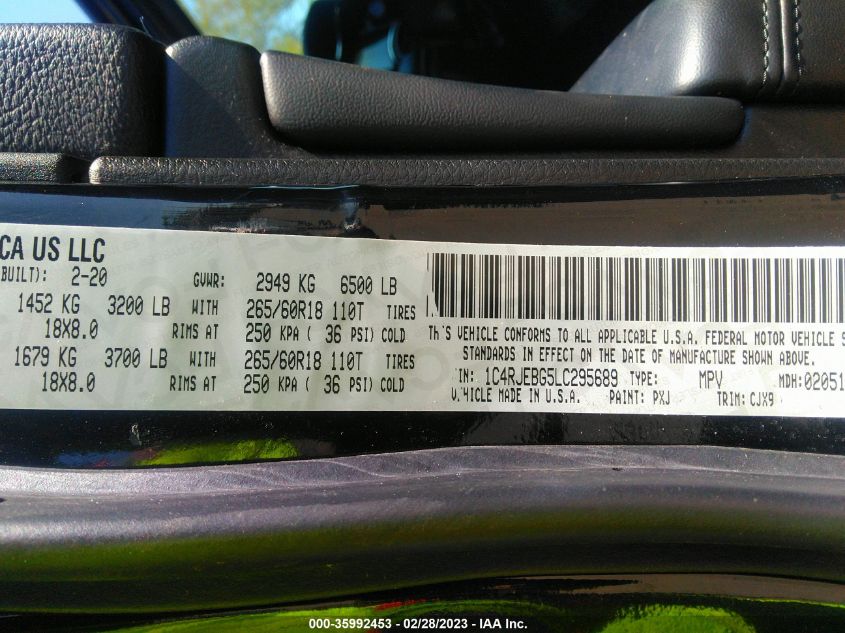 CA US LLC
BUILT): 2-20 GVWR: 2949 KG 6500 LB
1452 KG 3200 LB WITH 265/60R18 110T TIRES
18X8.0 RIMS AT 250 KPA ( 36 PSI) COLD
1679 KG 3700 LB WITH 265/60R18 110T TIRES
18X8.0 RIMS AT 250 KPA ( 36 PSI) COLD
THIS VEHICLE CONFORMS TO ALL APPLICABLE U.S.A. FEDERAL MOTOR VEHICLE S
STANDARDS IN EFFECT ON THE DATE OF MANUFACTURE SHOWN ABOVE.
IN: 1C4RJEBG5LC295689 TYPE: MPV MDH:02051
VEHICLE MADE IN U.S.A. PAINT: PXJ TRIM: CJX9
000-35992453 - 02/28/2023 - IAA Inc.